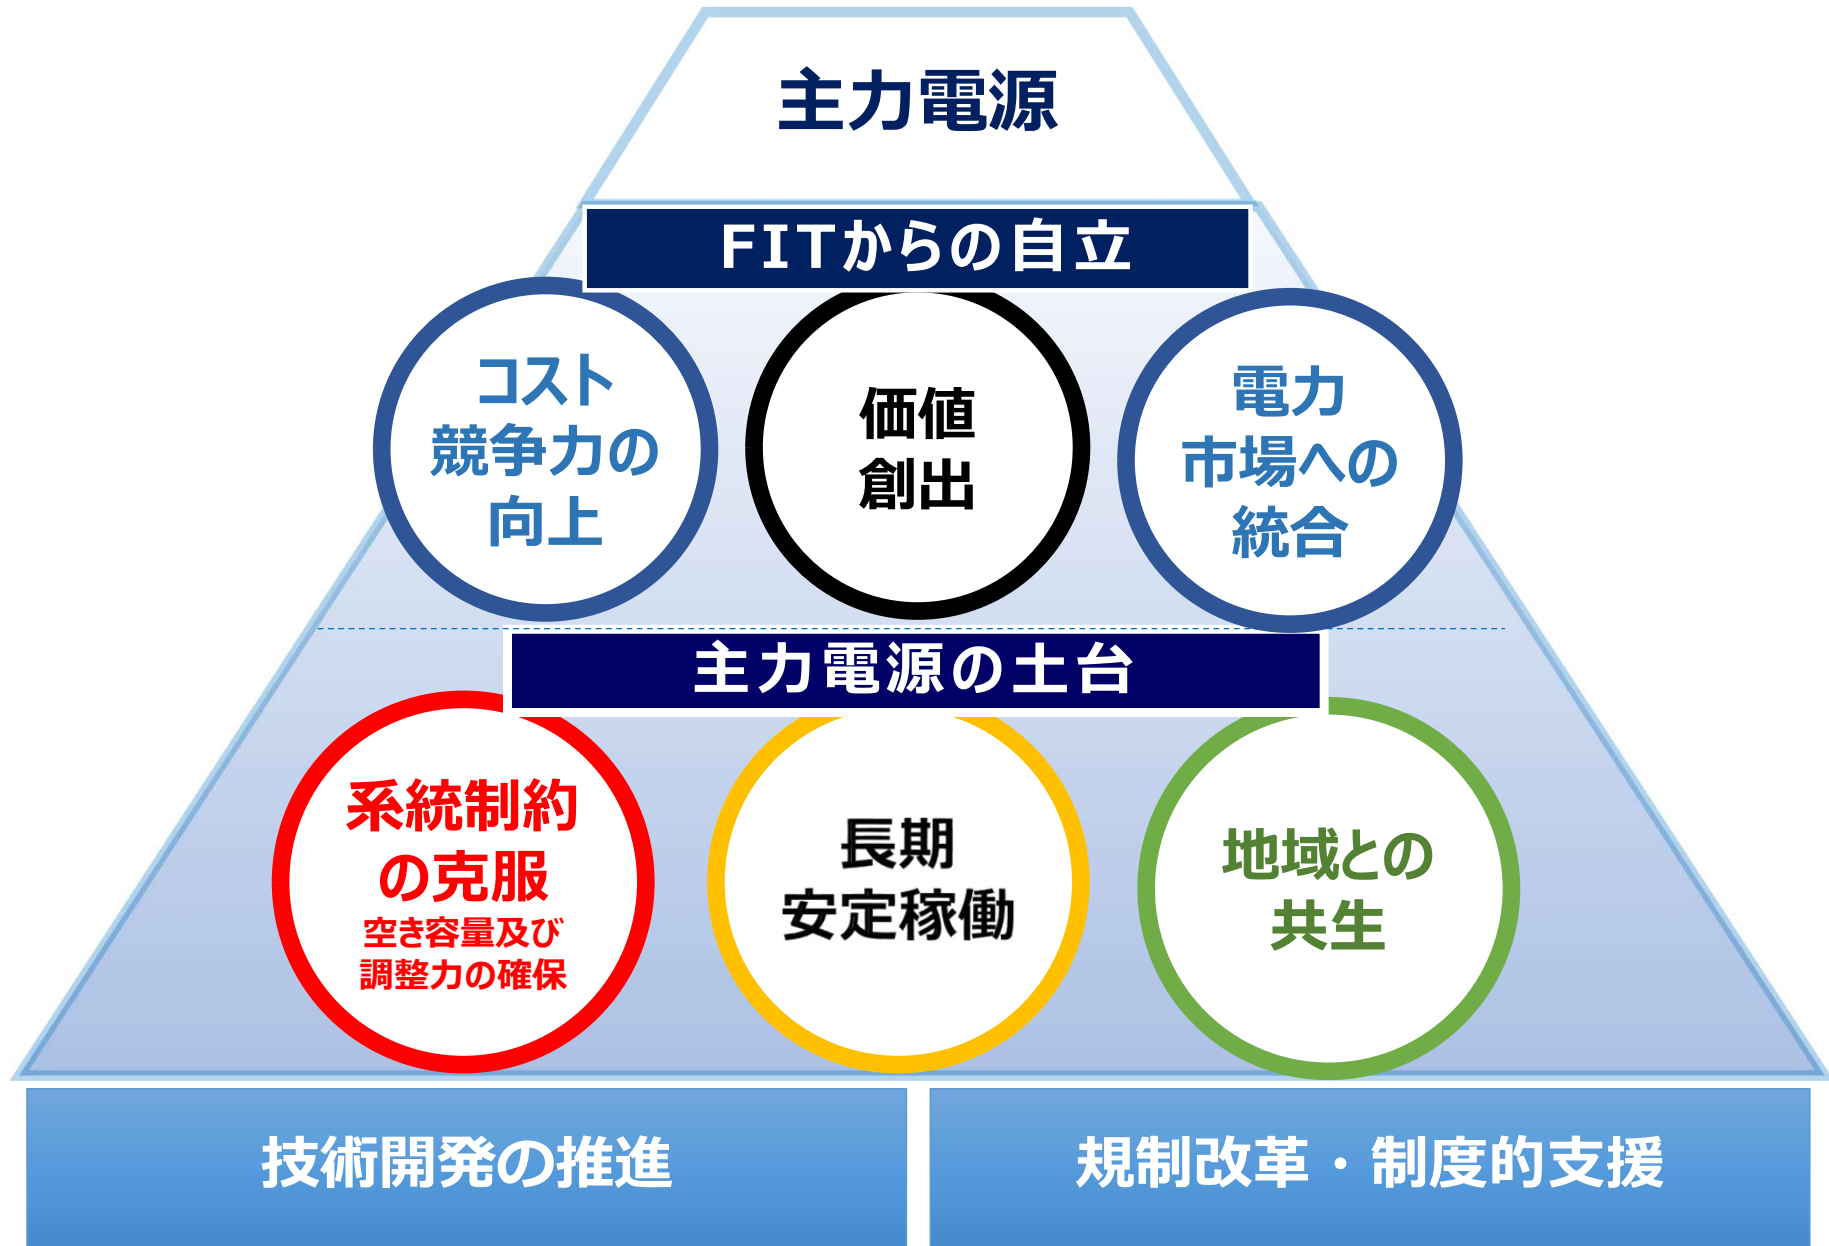 主力電源
FITからの自立
コスト
競争力の
向上
価値
創出
電力
市場への
統合
主力電源の土台
系統制約
の克服
空き容量及び
調整力の確保
長期
安定稼働
地域との
共生
技術開発の推進
規制改革・制度的支援